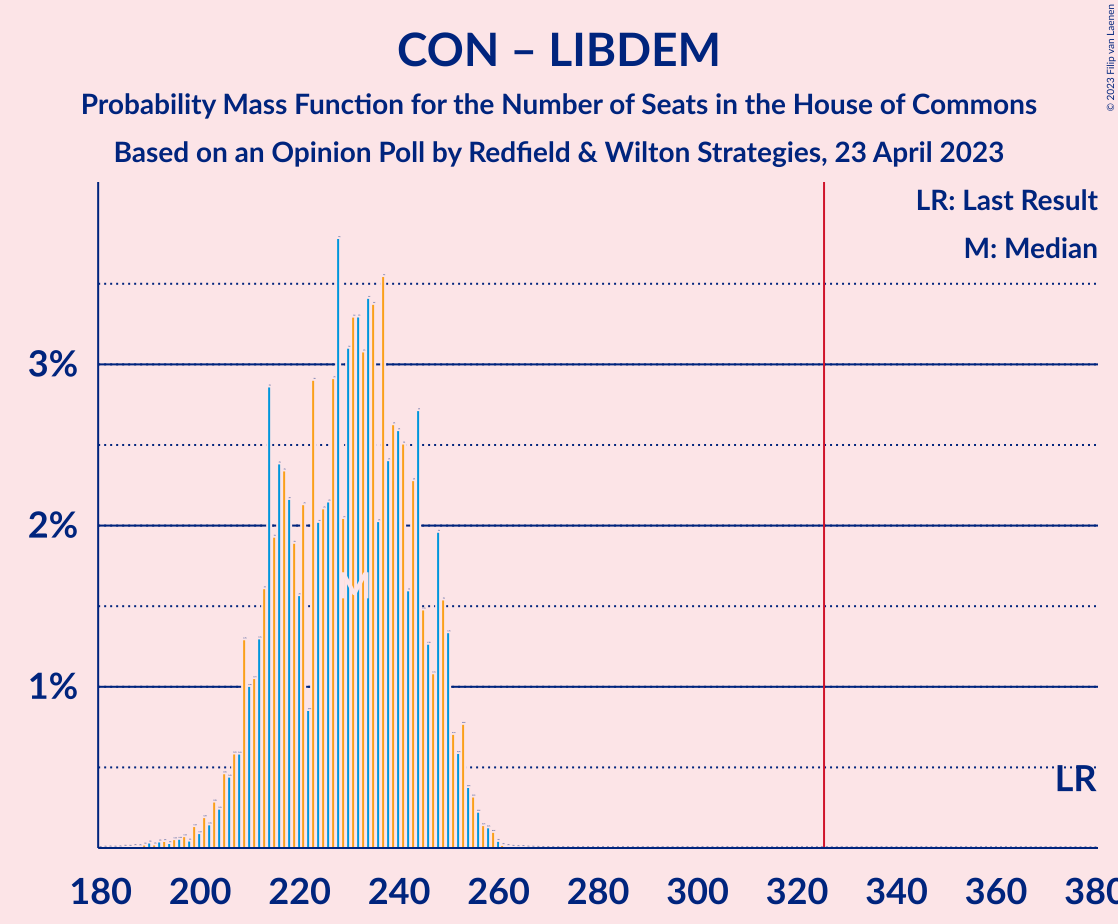 CON – LIBDEM
Probability Mass Function for the Number of Seats in the House of Commons
Based on an Opinion Poll by Redfield & Wilton Strategies, 23 April 2023
© 2023 Filip van Laenen
LR: Last Result
M: Median
3%
2%
1%
M
LR
180 200 220 240 260 280 300 320 340 360 380